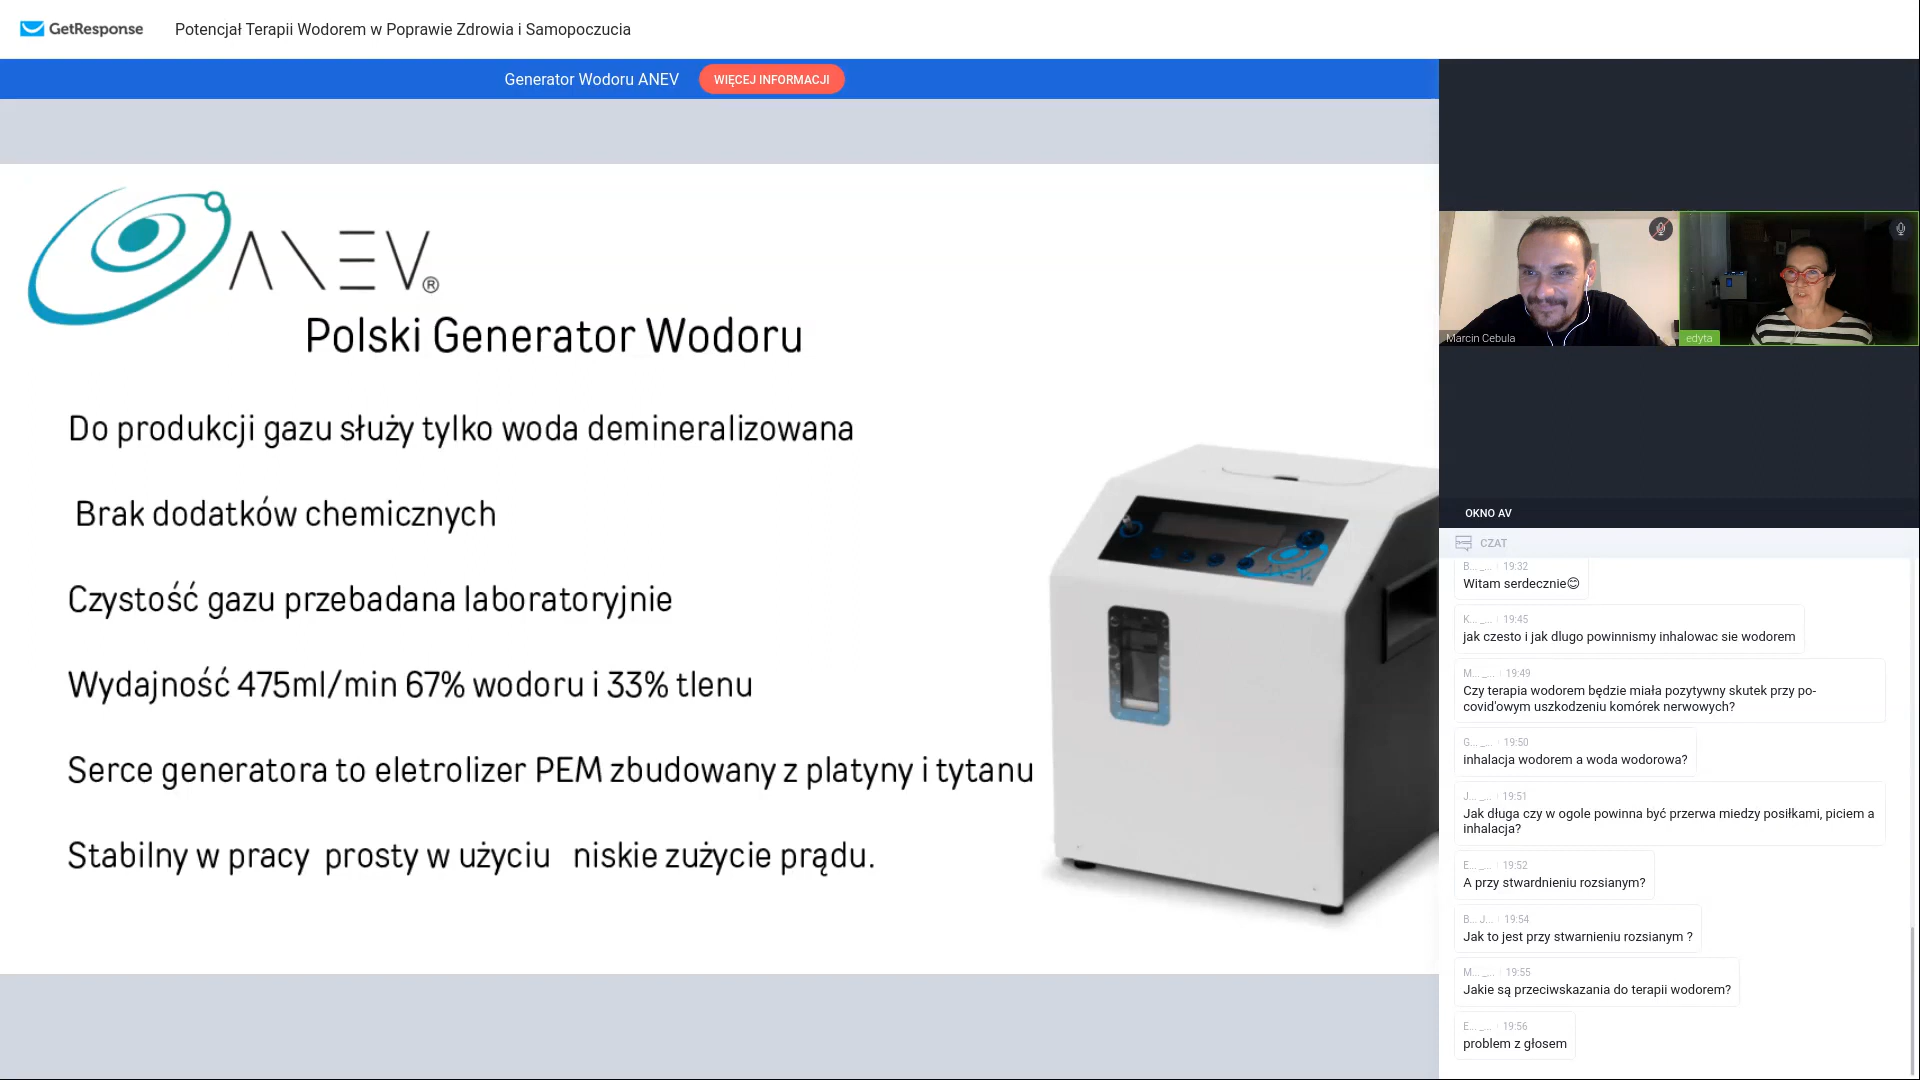 GetResponse
Potencjał Terapii Wodorem w Poprawie Zdrowia i Samopoczucia
Generator Wodoru ANEV
WIĘCEJ INFORMACJI
ANEV®
Polski Generator Wodoru
Do produkcji gazu służy tylko woda demineralizowana
Brak dodatków chemicznych
Czystość gazu przebadana laboratoryjnie
Wydajność 475ml/min 67% wodoru i 33% tlenu
Serce generatora to eletrolizer PEM zbudowany z platyny i tytanu
Stabilny w pracy prosty w użyciu niskie zużycie prądu.
Marcin Cebula
edyta
OKNO AV
CZAT
B... _... | 19:32
Witam serdecznie😊
K... _... | 19:45
jak czesto i jak dlugo powinnismy inhalowac sie wodorem
M... _... | 19:49
Czy terapia wodorem będzie miała pozytywny skutek przy po-
covid'owym uszkodzeniu komórek nerwowych?
G... _... | 19:50
inhalacja wodorem a woda wodorowa?
J... _... | 19:51
Jak długa czy w ogole powinna być przerwa miedzy posiłkami, piciem a
inhalacja?
E... _... | 19:52
A przy stwardnieniu rozsianym?
B... J... | 19:54
Jak to jest przy stwarnieniu rozsianym ?
M... _... | 19:55
Jakie są przeciwskazania do terapii wodorem?
E... _... | 19:56
problem z głosem